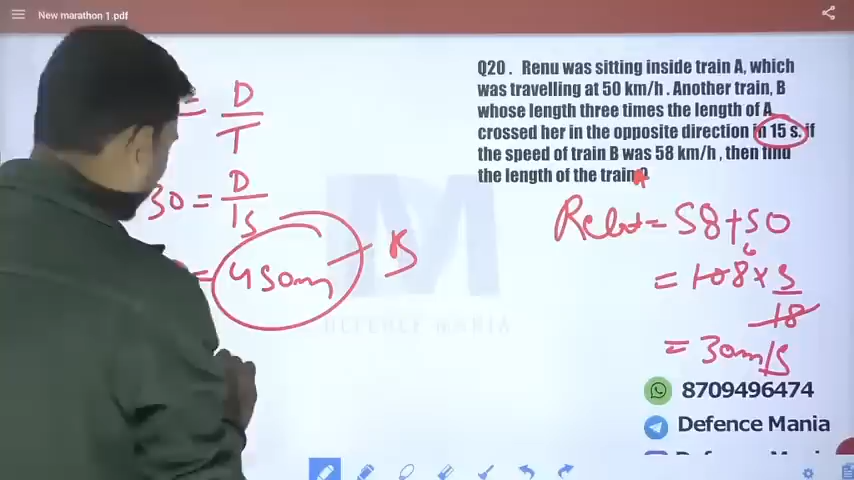 New marathon 1.pdf
Q20 . Renu was sitting inside train A, which
was travelling at 50 km/h . Another train, B
whose length three times the length of A
crossed her in the opposite direction in 15 s. if
the speed of train B was 58 km/h , then find
the length of the train
= D
T
30 = D
15
= 450m B
= 58+50
= 108 × 5
6
18
= 30m/s
8709496474
Defence Mania
DEFENCE MANIA